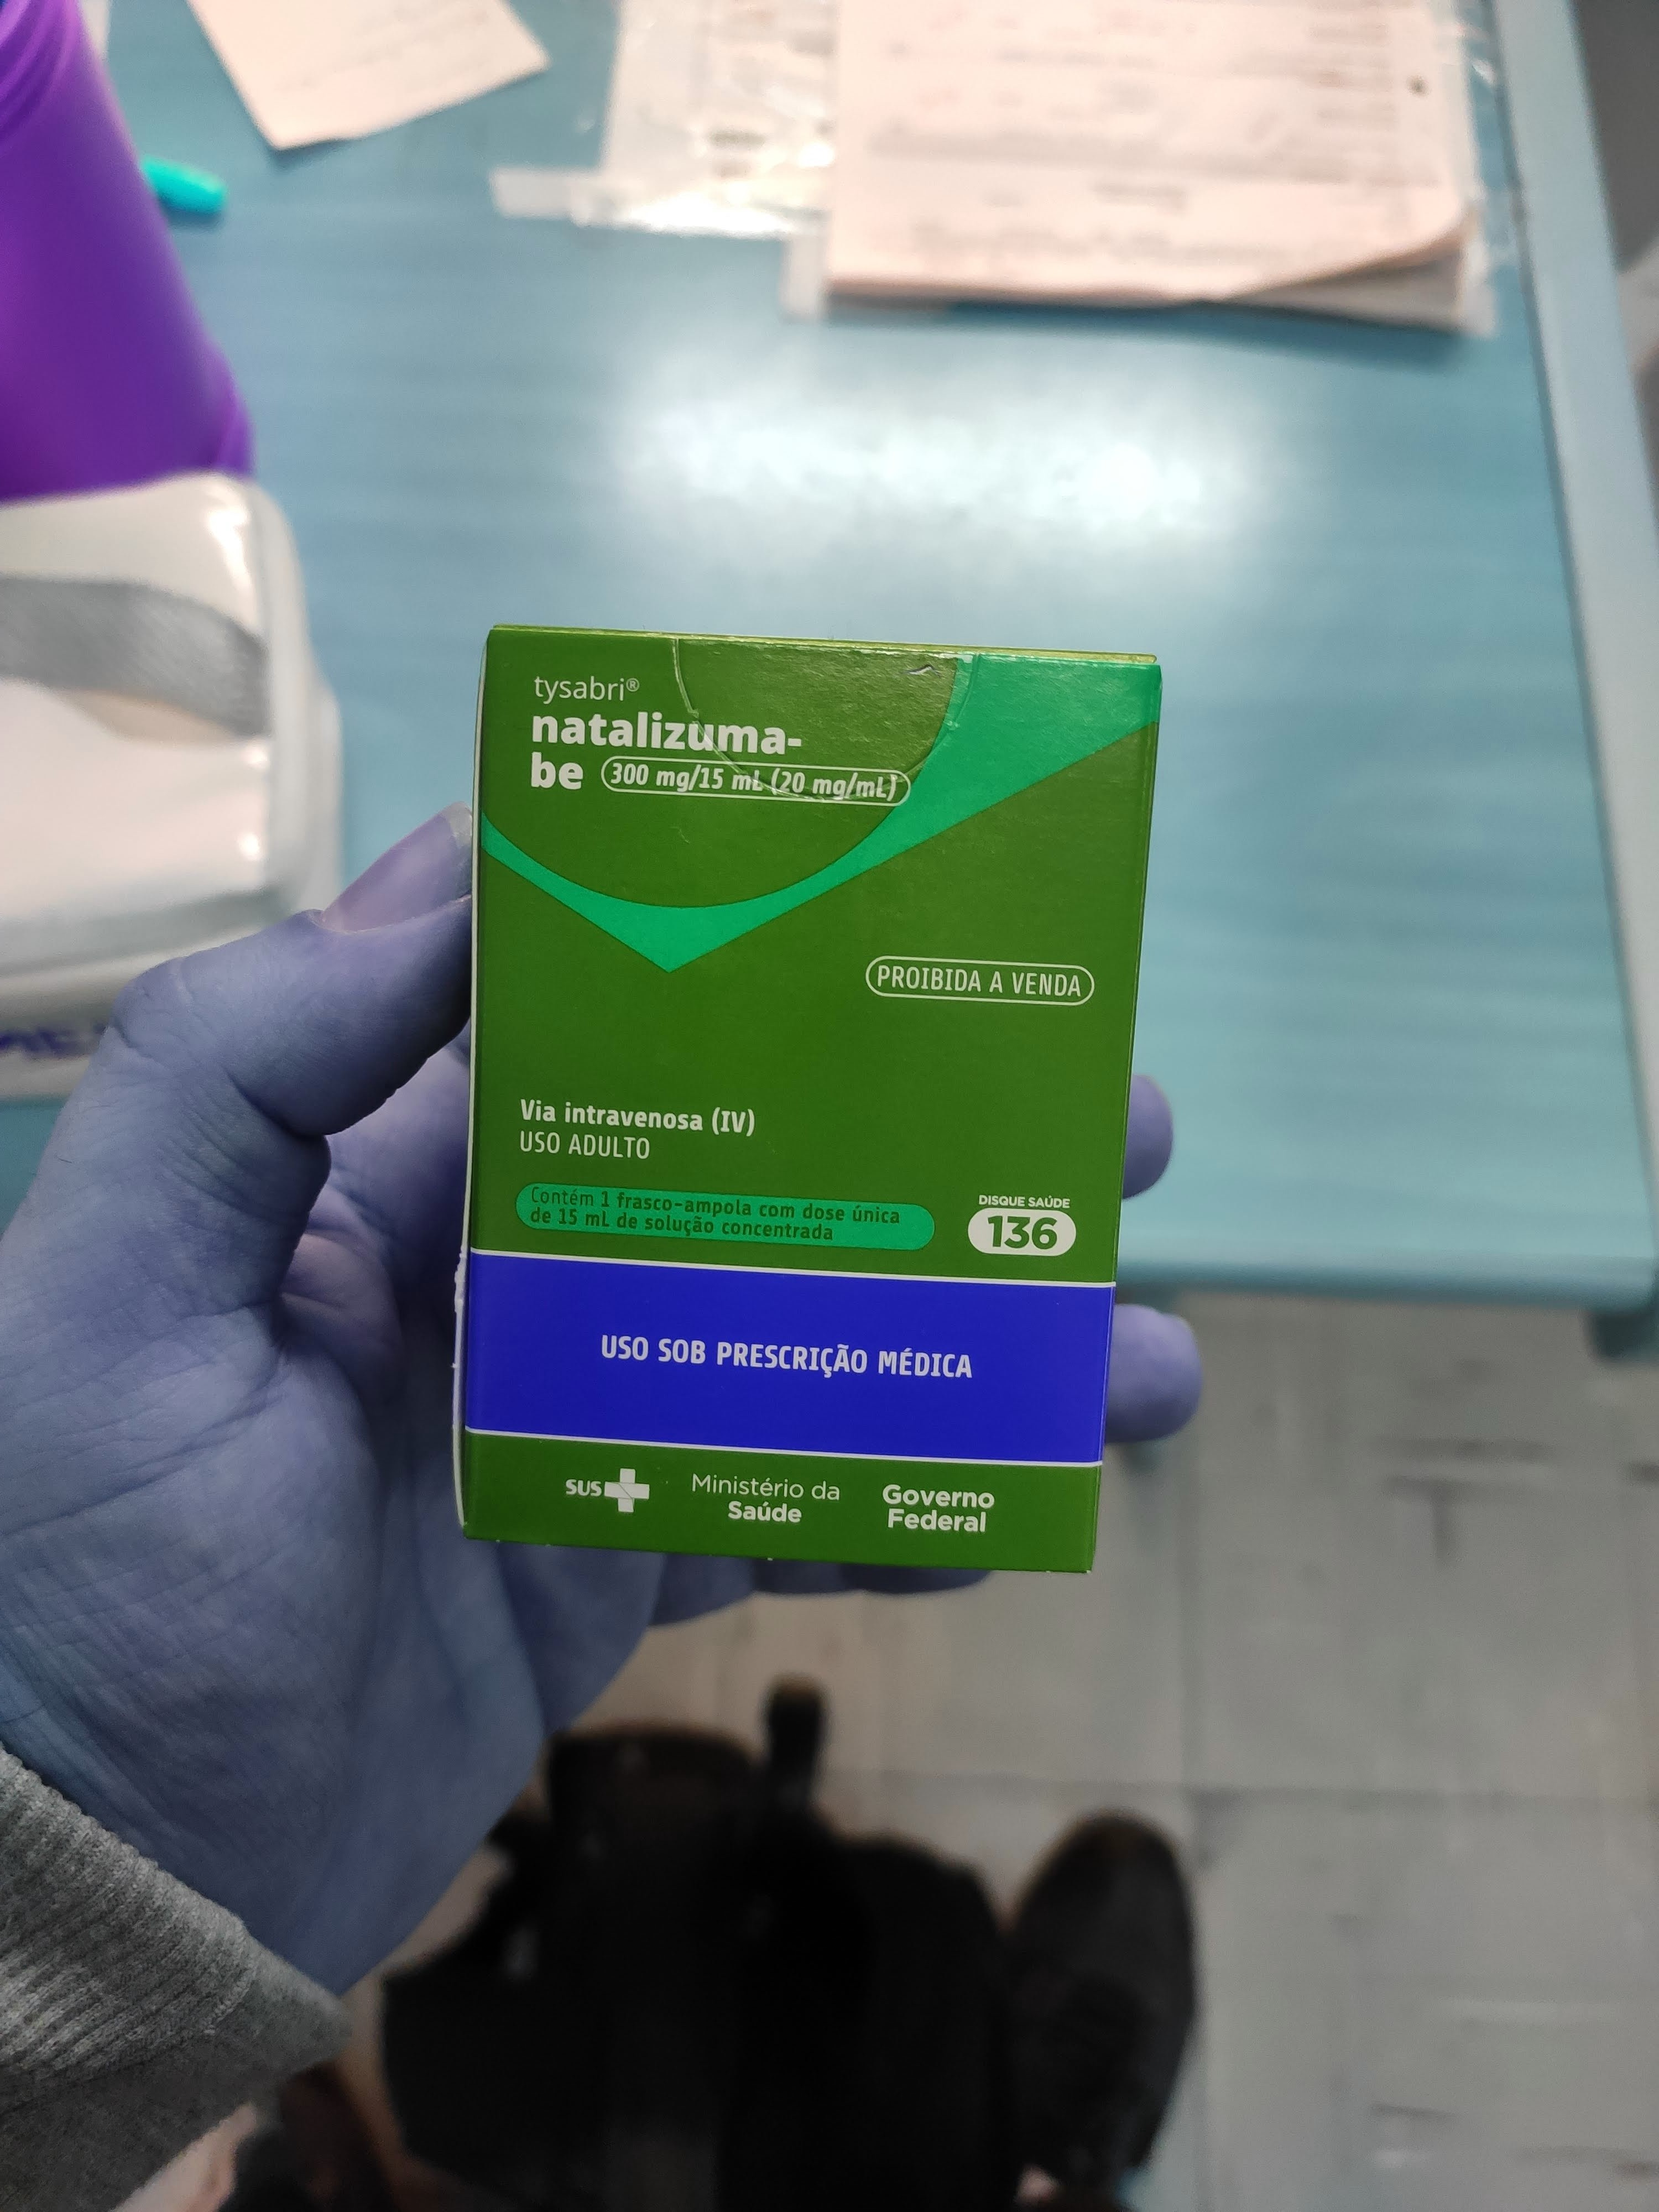 tysabri®
natalizuma-
be 300 mg/15 mL (20 mg/mL)
PROIBIDA A VENDA
Via intravenosa (IV)
USO ADULTO
Contém 1 frasco-ampola com dose única
de 15 mL de solução concentrada
DISQUE SAÚDE
136
USO SOB PRESCRIÇÃO MÉDICA
SUS
Ministério da
Saúde
Governo
Federal